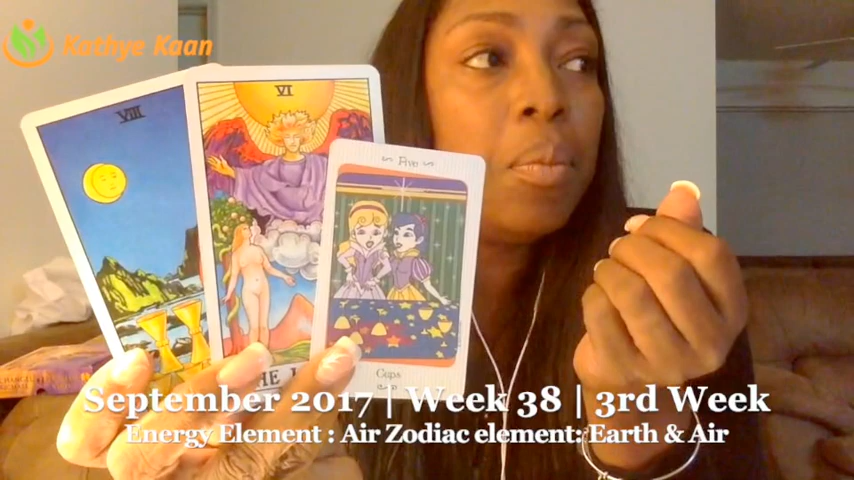 Kathye Kaan
VIII
VI
Five
THE L
Cups
September 2017 | Week 38 | 3rd Week
Energy Element : Air Zodiac element: Earth & Air